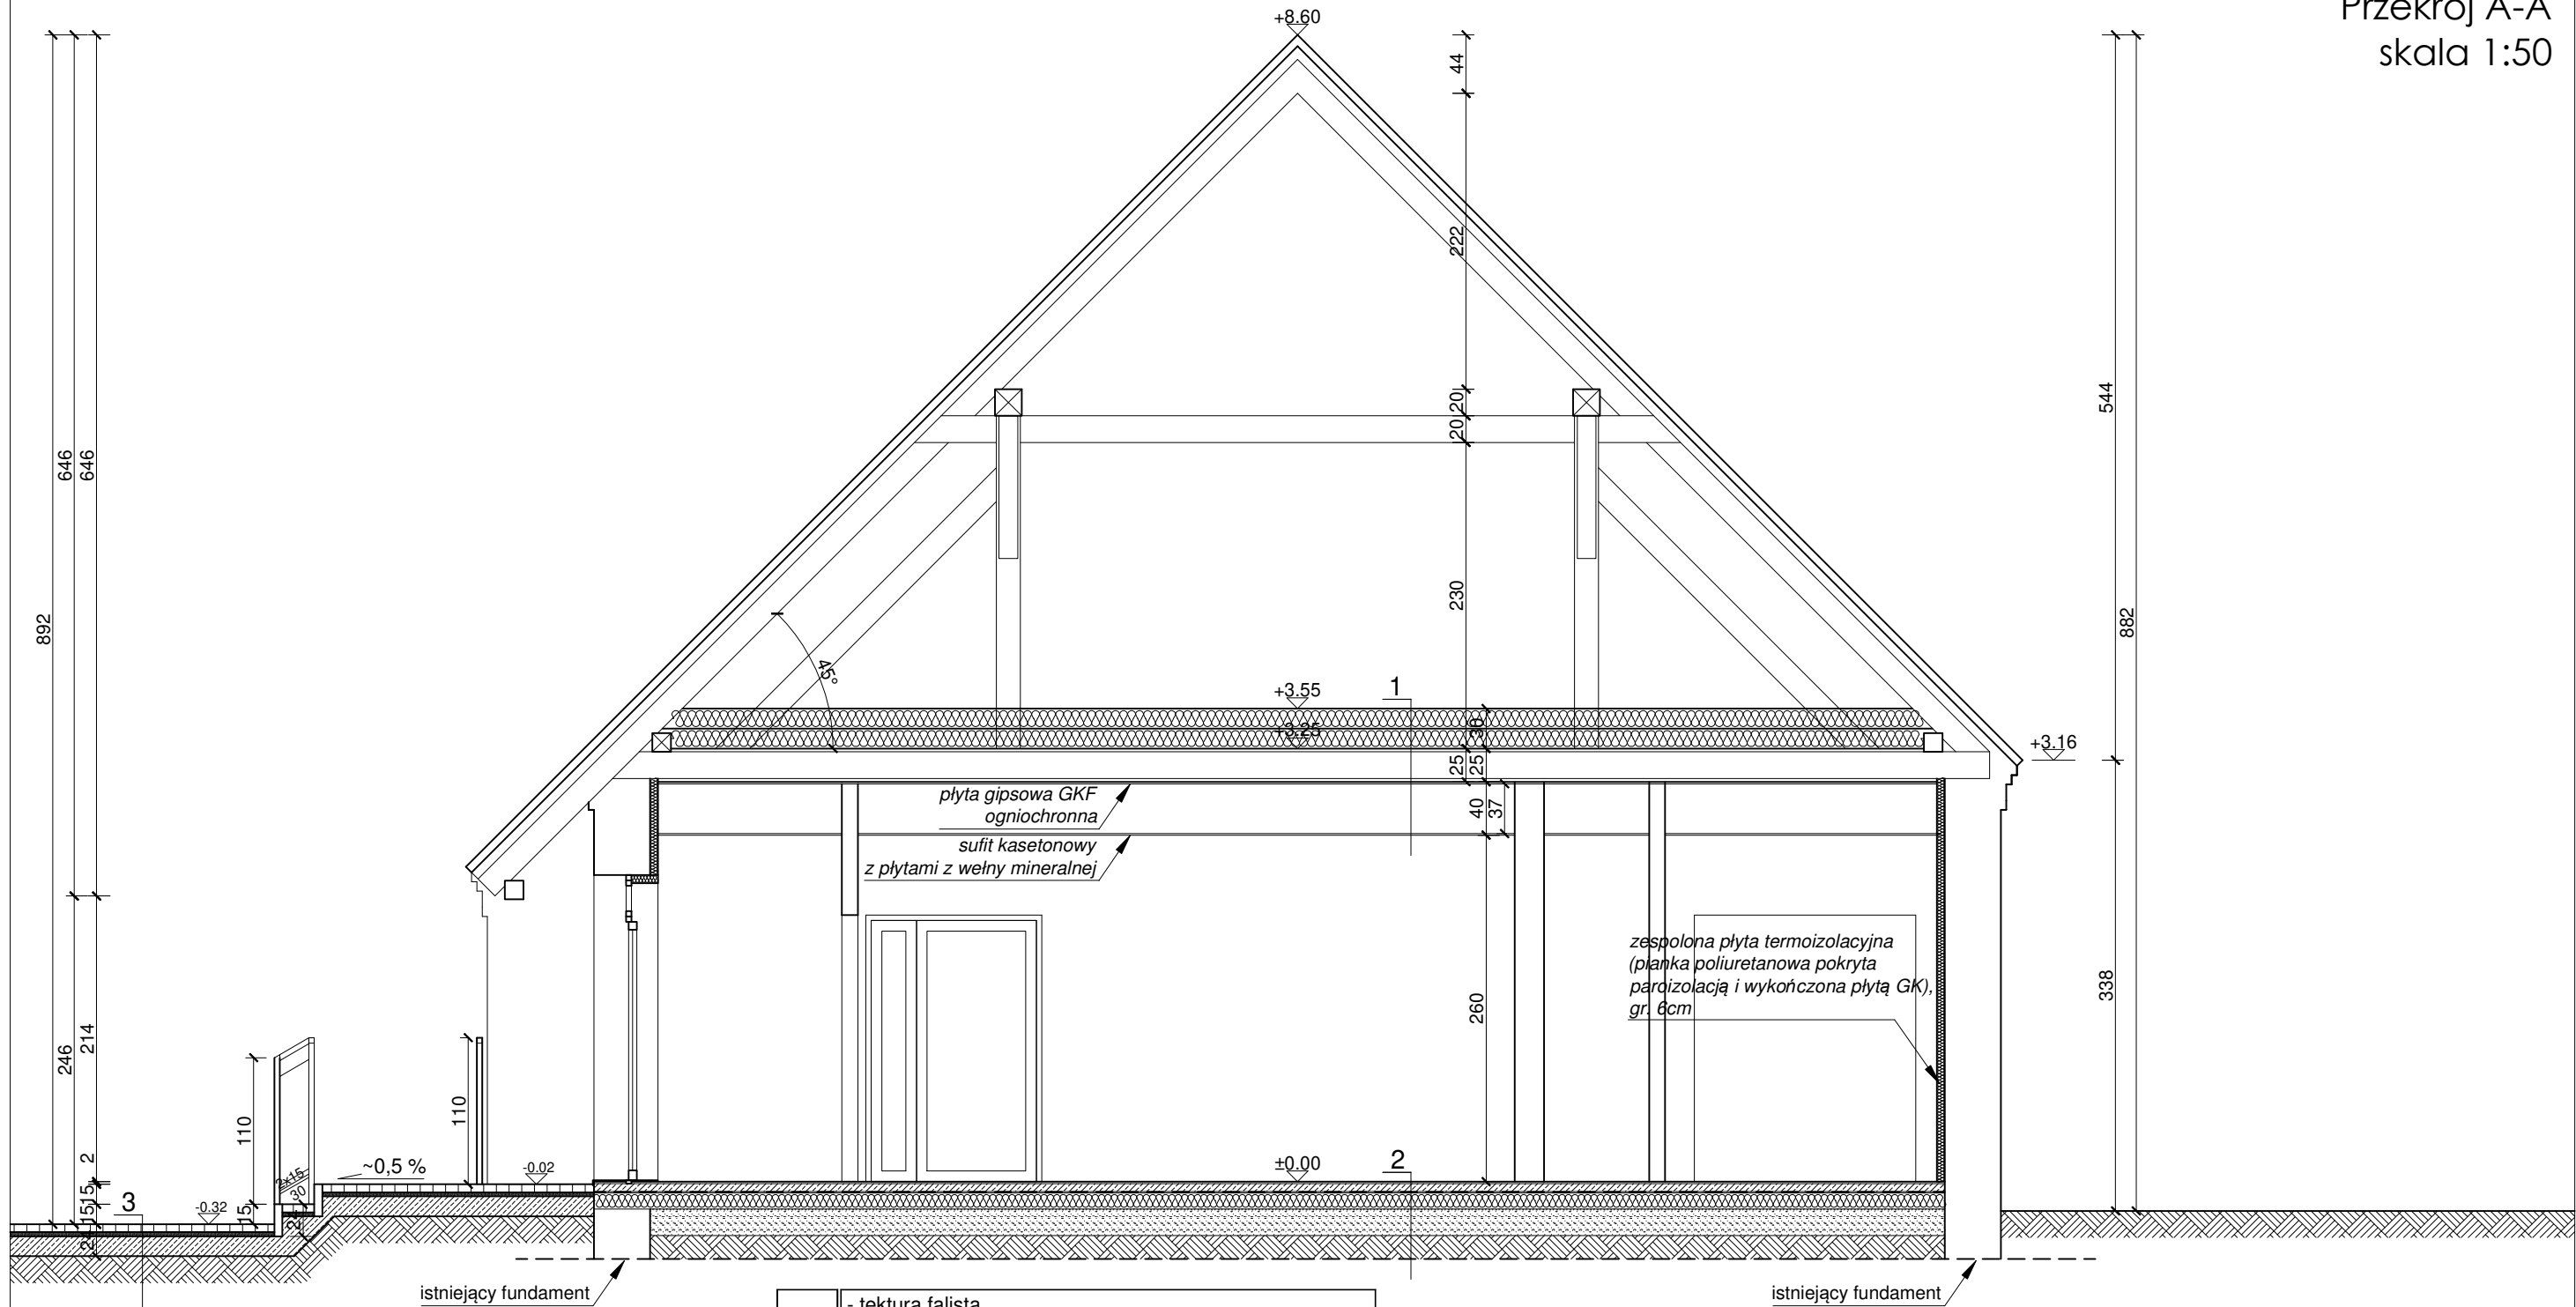 Przekrój A-A
skala 1:50
+8.60
44
222
20
20
230
646
646
892
544
882
45°
+3.55
1
30
+3.25
25
25
+3.16
płyta gipsowa GKF
ogniochronna
40
37
sufit kasetonowy
z płytami z wełny mineralnej
zespolona płyta termoizolacyjna
(pianka poliuretanowa pokryta
paroizolacją i wykończona płytą GK),
gr. 6cm
260
338
246
214
110
110
2
15
15
24
15
2x15
30
~0,5 %
-0.02
±0.00
2
3
-0.32
istniejący fundament
istniejący fundament
- tektura falista